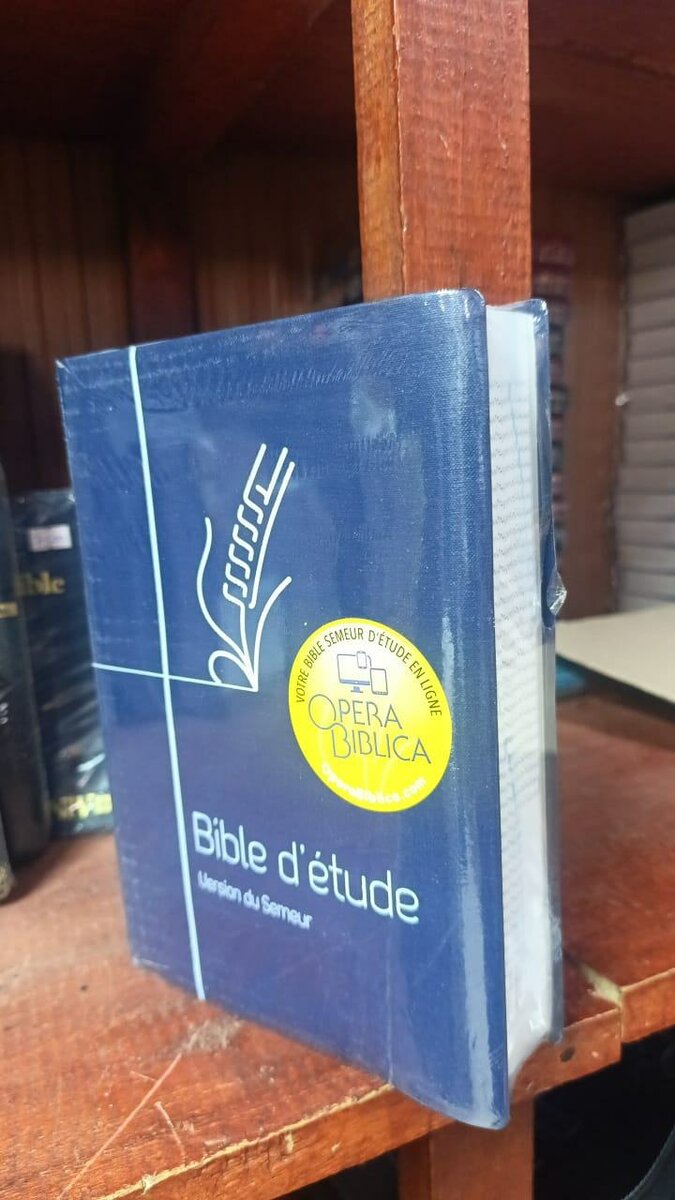 VOTRE BIBLE SEMEUR D'ÉTUDE EN LIGNE
OPERA
BIBLICA
operabiblica.com
Bible d'étude
Version du Semeur